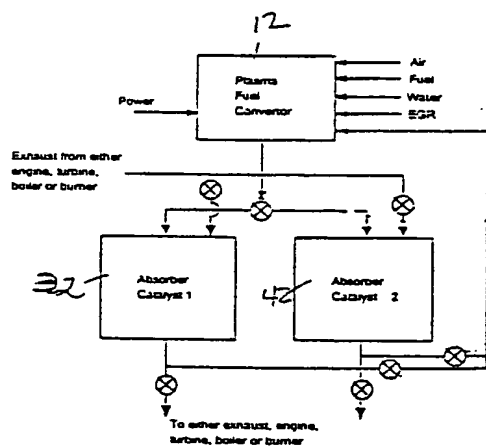 12
Plasma
Fuel
Convertor
Air
Fuel
Water
EGR
Power
Exhaust from either
engine, turbine,
boiler or burner
32
Absorber
Catalyst 1
42
Absorber
Catalyst 2
To either exhaust, engine,
turbine, boiler or burner